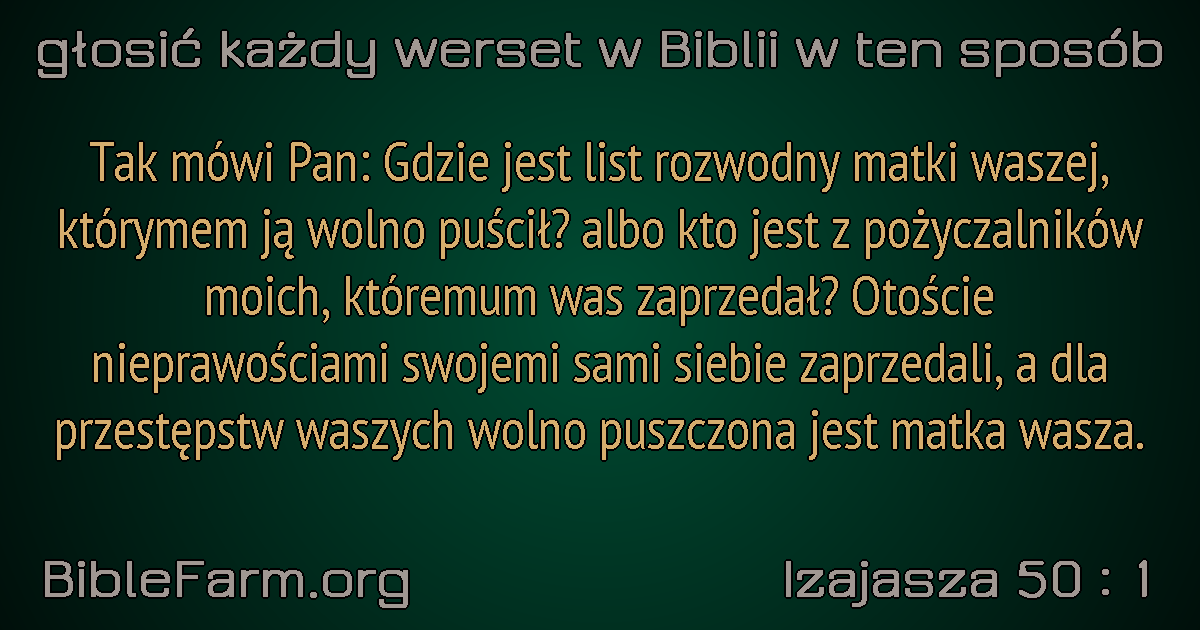 głosić każdy werset w Biblii w ten sposób
Tak mówi Pan: Gdzie jest list rozwodny matki waszej,
którymem ją wolno puścił? albo kto jest z pożyczalników
moich, któremum was zaprzedał? Otoście
nieprawościami swojemi sami siebie zaprzedali, a dla
przestępstw waszych wolno puszczona jest matka wasza.
BibleFarm.org
Izajasza 50 : 1